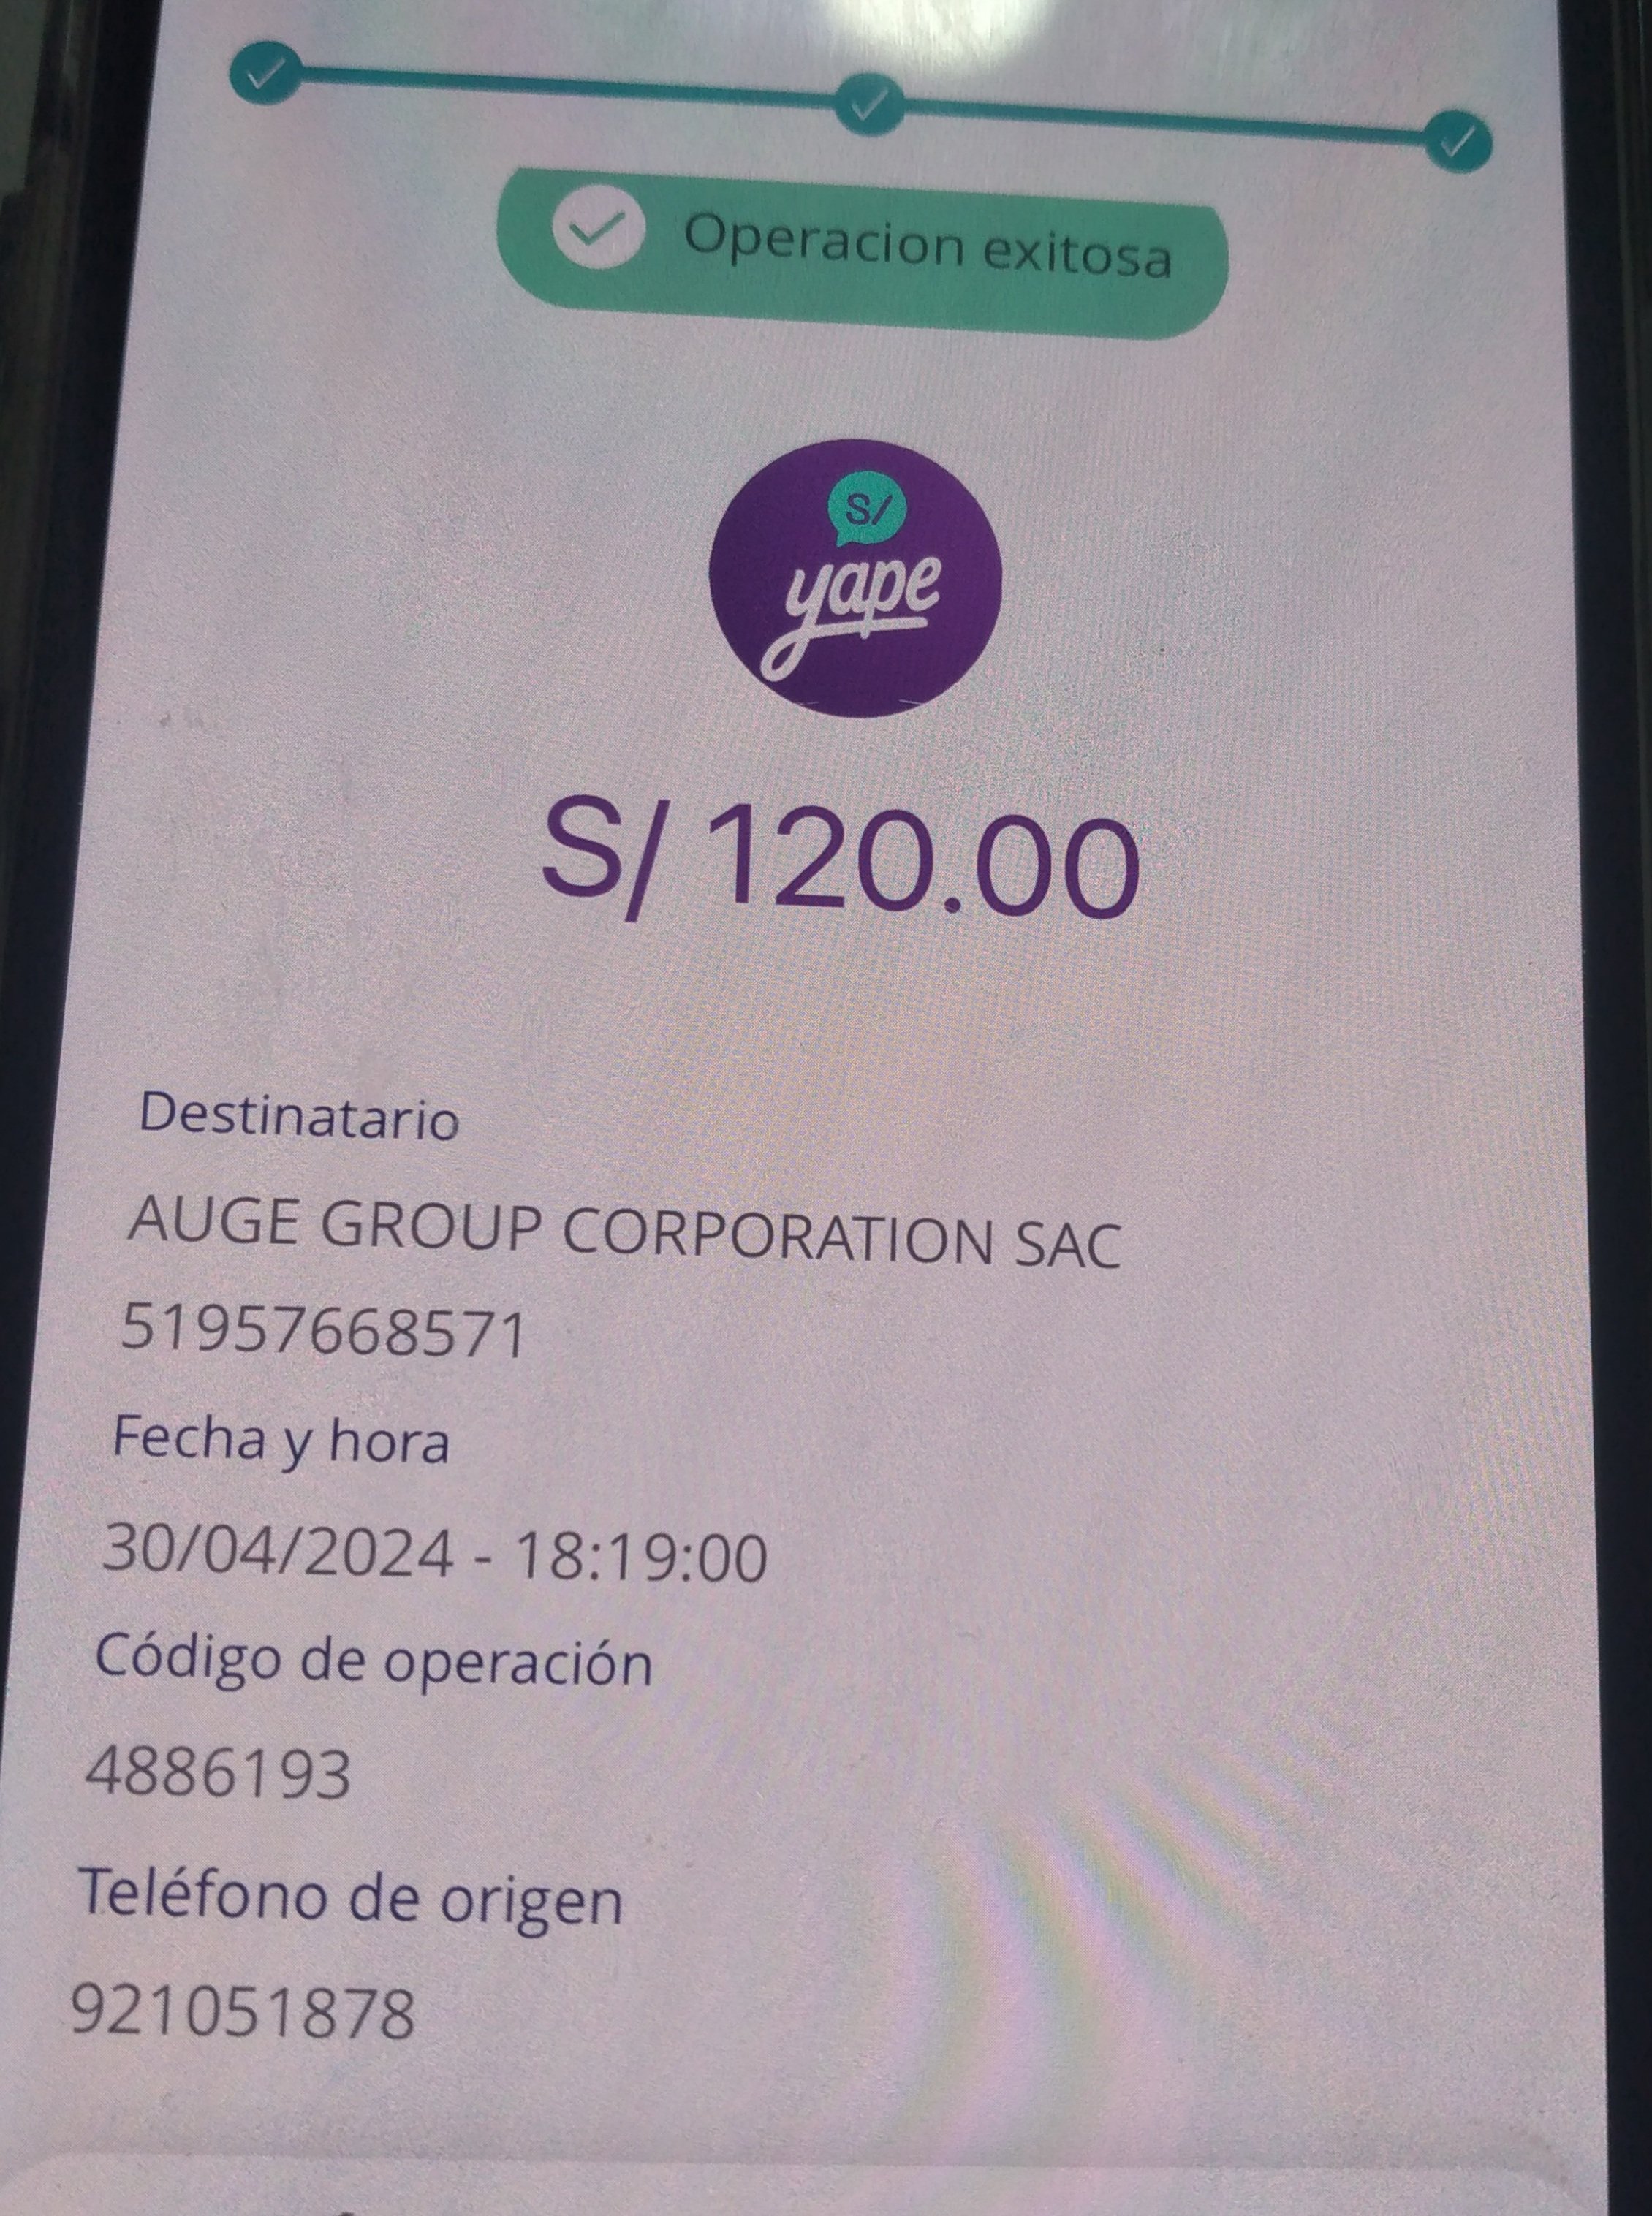 Operacion exitosa
S/
yape
S/ 120.00
Destinatario
AUGE GROUP CORPORATION SAC
51957668571
Fecha y hora
30/04/2024 - 18:19:00
Código de operación
4886193
Teléfono de origen
921051878